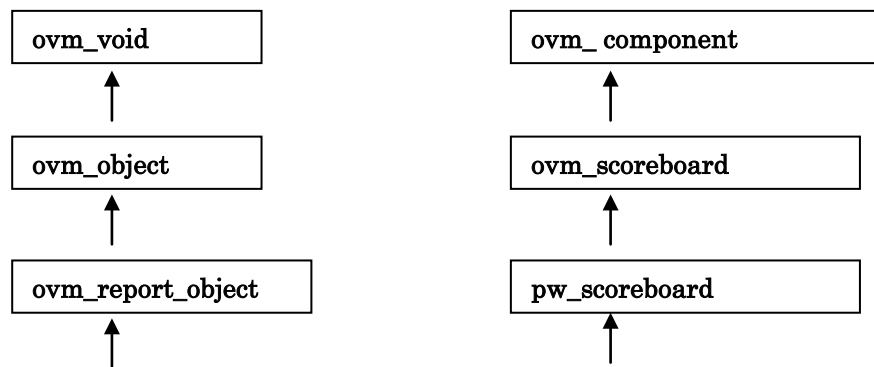 ovm_void
ovm_object
ovm_report_object
ovm_ component
ovm_scoreboard
pw_scoreboard